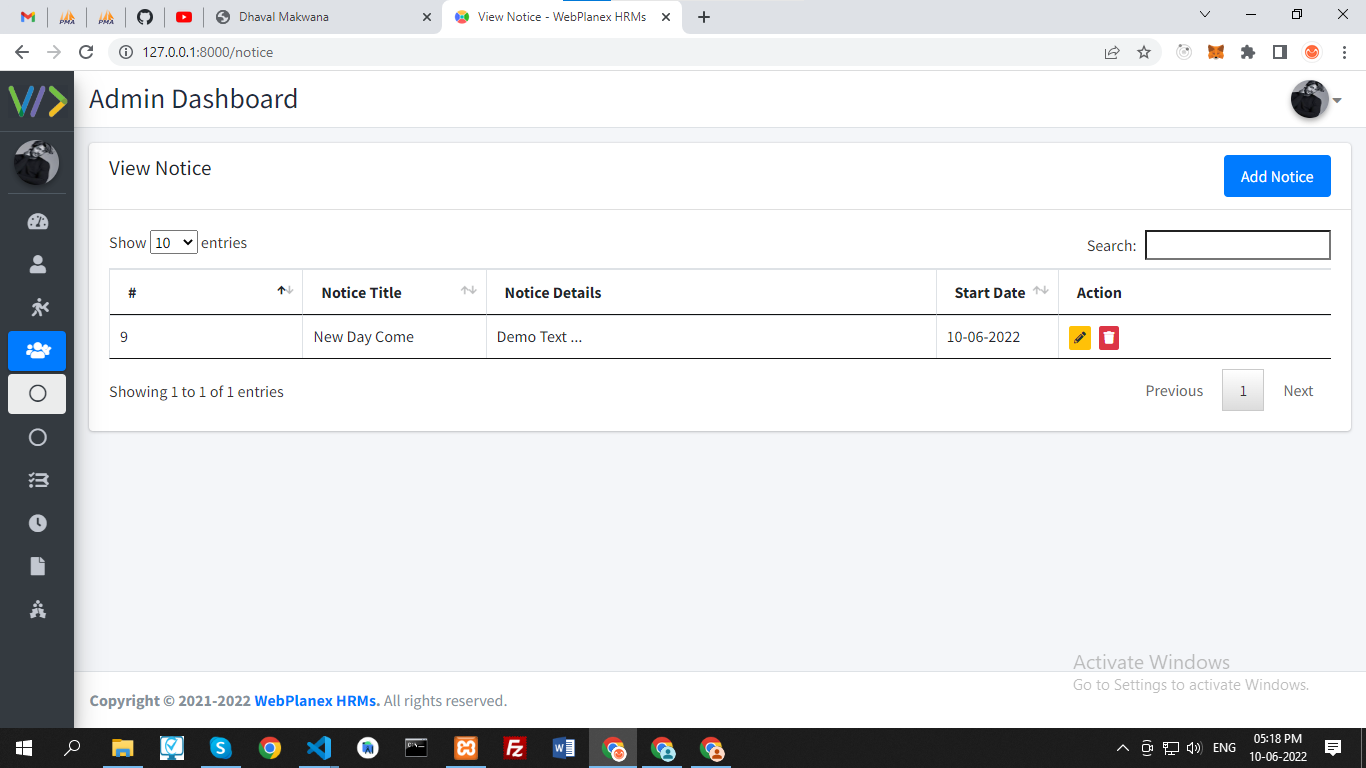 Dhaval Makwana
View Notice - WebPlanex HRMs
127.0.0.1:8000/notice
Admin Dashboard
View Notice
Add Notice
Show 10 entries
Search:
# Notice Title Notice Details Start Date Action
9 New Day Come Demo Text ... 10-06-2022
Showing 1 to 1 of 1 entries
Previous 1 Next
Activate Windows
Go to Settings to activate Windows.
Copyright © 2021-2022 WebPlanex HRMs. All rights reserved.
ENG
05:18 PM
10-06-2022